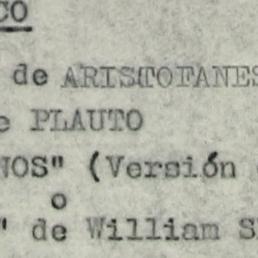 CO
de ARISTOFANES
e PLAUTO
NOS" (Versión
o
" de William S